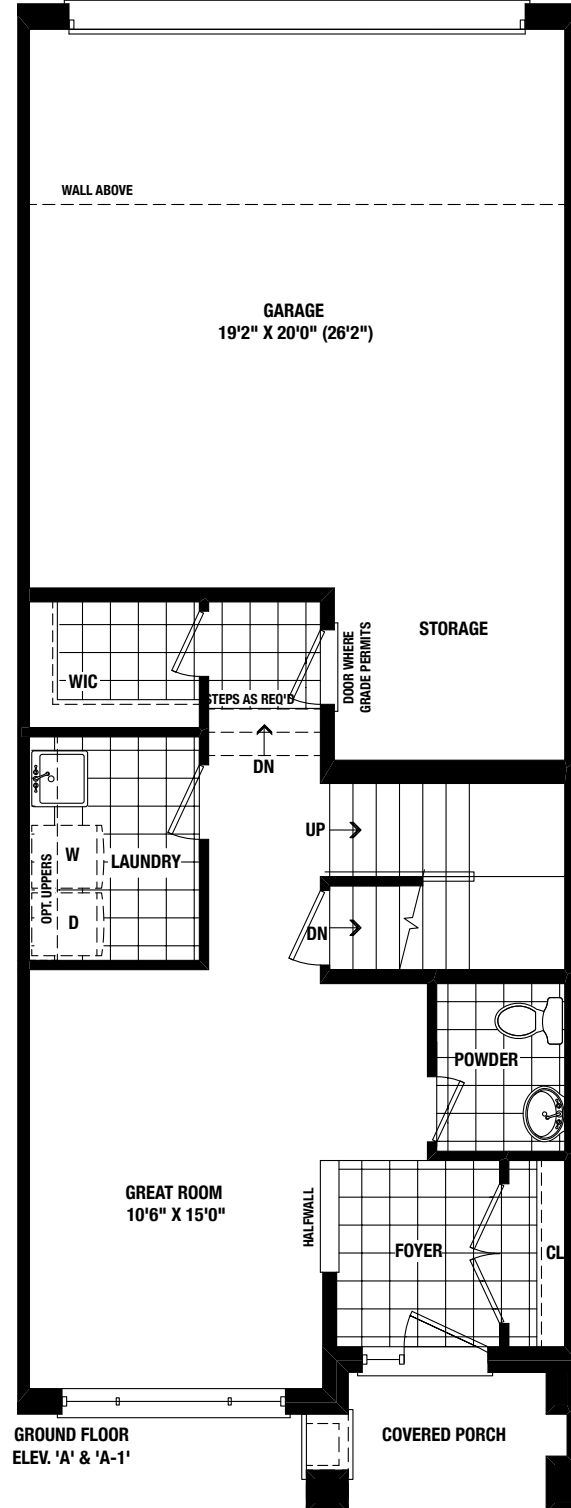 WALL ABOVE
GARAGE
19'2" X 20'0" (26'2")
STORAGE
DOOR WHERE
GRADE PERMITS
WIC
STEPS AS REQ'D
DN
UP
W
LAUNDRY
OPT. UPPERS
D
DN
POWDER
GREAT ROOM
10'6" X 15'0"
HALFWALL
FOYER
CL
GROUND FLOOR
ELEV. 'A' & 'A-1'
COVERED PORCH